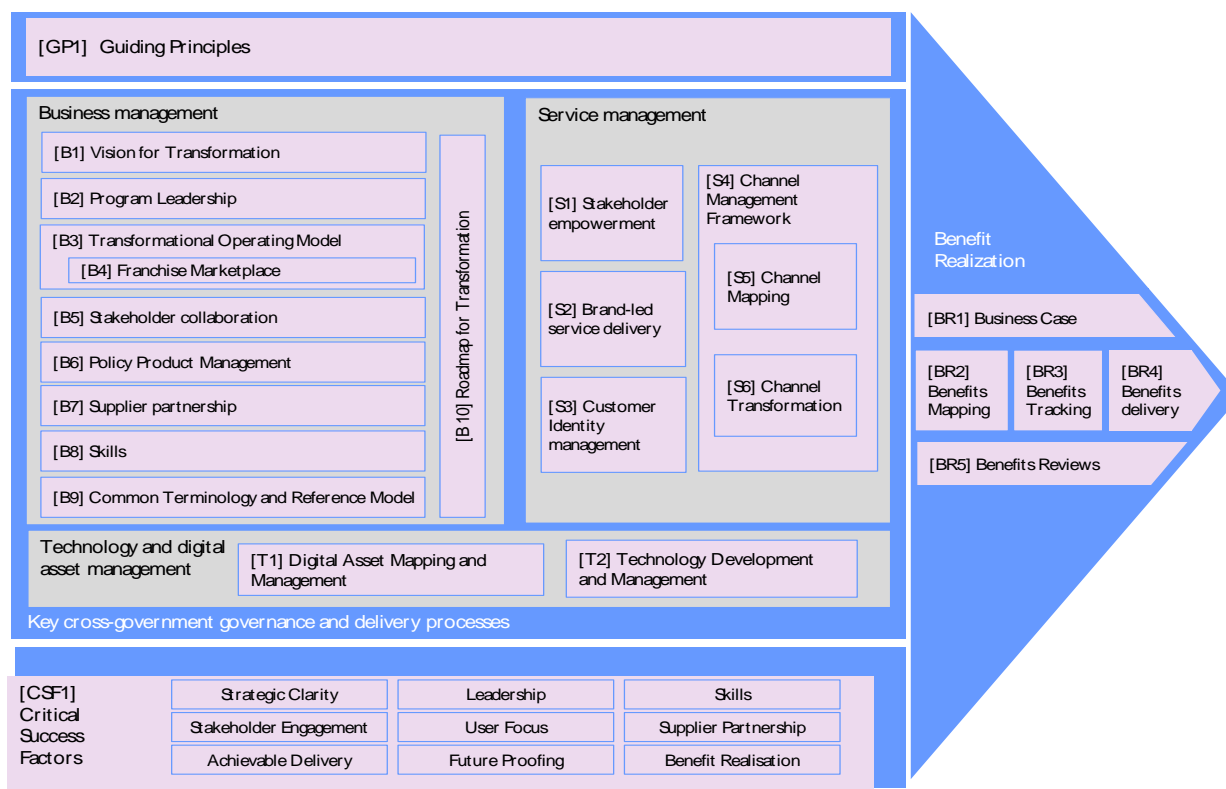 [GP1] Guiding Principles
Business management
[B1] Vision for Transformation
[B2] Program Leadership
[B3] Transformational Operating Model
[B4] Franchise Marketplace
[B5] Stakeholder collaboration
[B6] Policy Product Management
[B7] Supplier partnership
[B8] Skills
[B9] Common Terminology and Reference Model
[B10] Roadmap for Transformation
Service management
[S1] Stakeholder
empowerment
[S2] Brand-led
service delivery
[S3] Customer
Identity
management
[S4] Channel
Management
Framework
[S5] Channel
Mapping
[S6] Channel
Transformation
Technology and digital
asset management
[T1] Digital Asset Mapping and
Management
[T2] Technology Development
and Management
Key cross-government governance and delivery processes
Benefit
Realization
[BR1] Business Case
[BR2]
Benefits
Mapping
[BR3]
Benefits
Tracking
[BR4]
Benefits
delivery
[BR5] Benefits Reviews
[CSF1]
Critical
Success
Factors
Strategic Clarity
Leadership
Skills
Stakeholder Engagement
User Focus
Supplier Partnership
Achievable Delivery
Future Proofing
Benefit Realisation